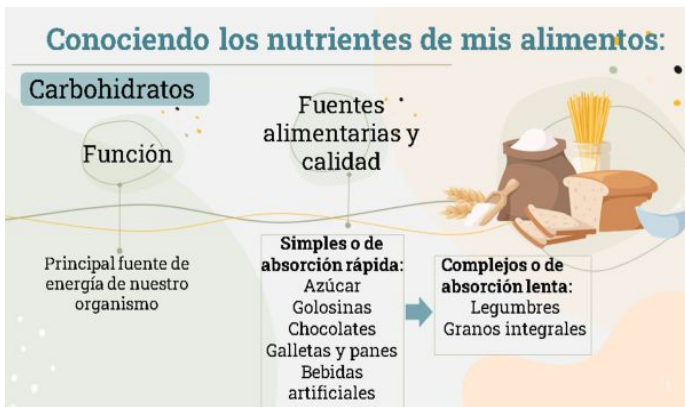 Conociendo los nutrientes de mis alimentos:
Carbohidratos
Función
Principal fuente de
energía de nuestro
organismo
Fuentes
alimentarias y
calidad
Simples o de
absorción rápida:
Azúcar
Golosinas
Chocolates
Galletas y panes
Bebidas
artificiales
Complejos o de
absorción lenta:
Legumbres
Granos integrales